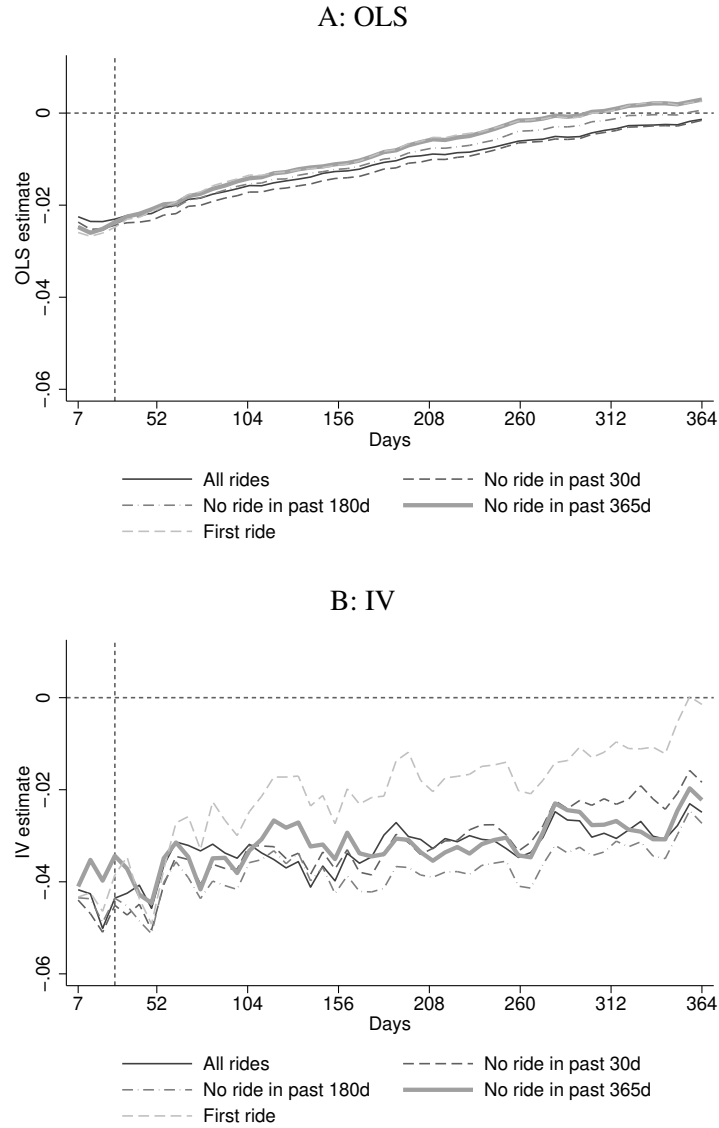 A: OLS
OLS estimate
0
-.02
-.04
-.06
7 52 104 156 208 260 312 364
Days
All rides No ride in past 30d
No ride in past 180d No ride in past 365d
First ride
B: IV
IV estimate
0
-.02
-.04
-.06
7 52 104 156 208 260 312 364
Days
All rides No ride in past 30d
No ride in past 180d No ride in past 365d
First ride